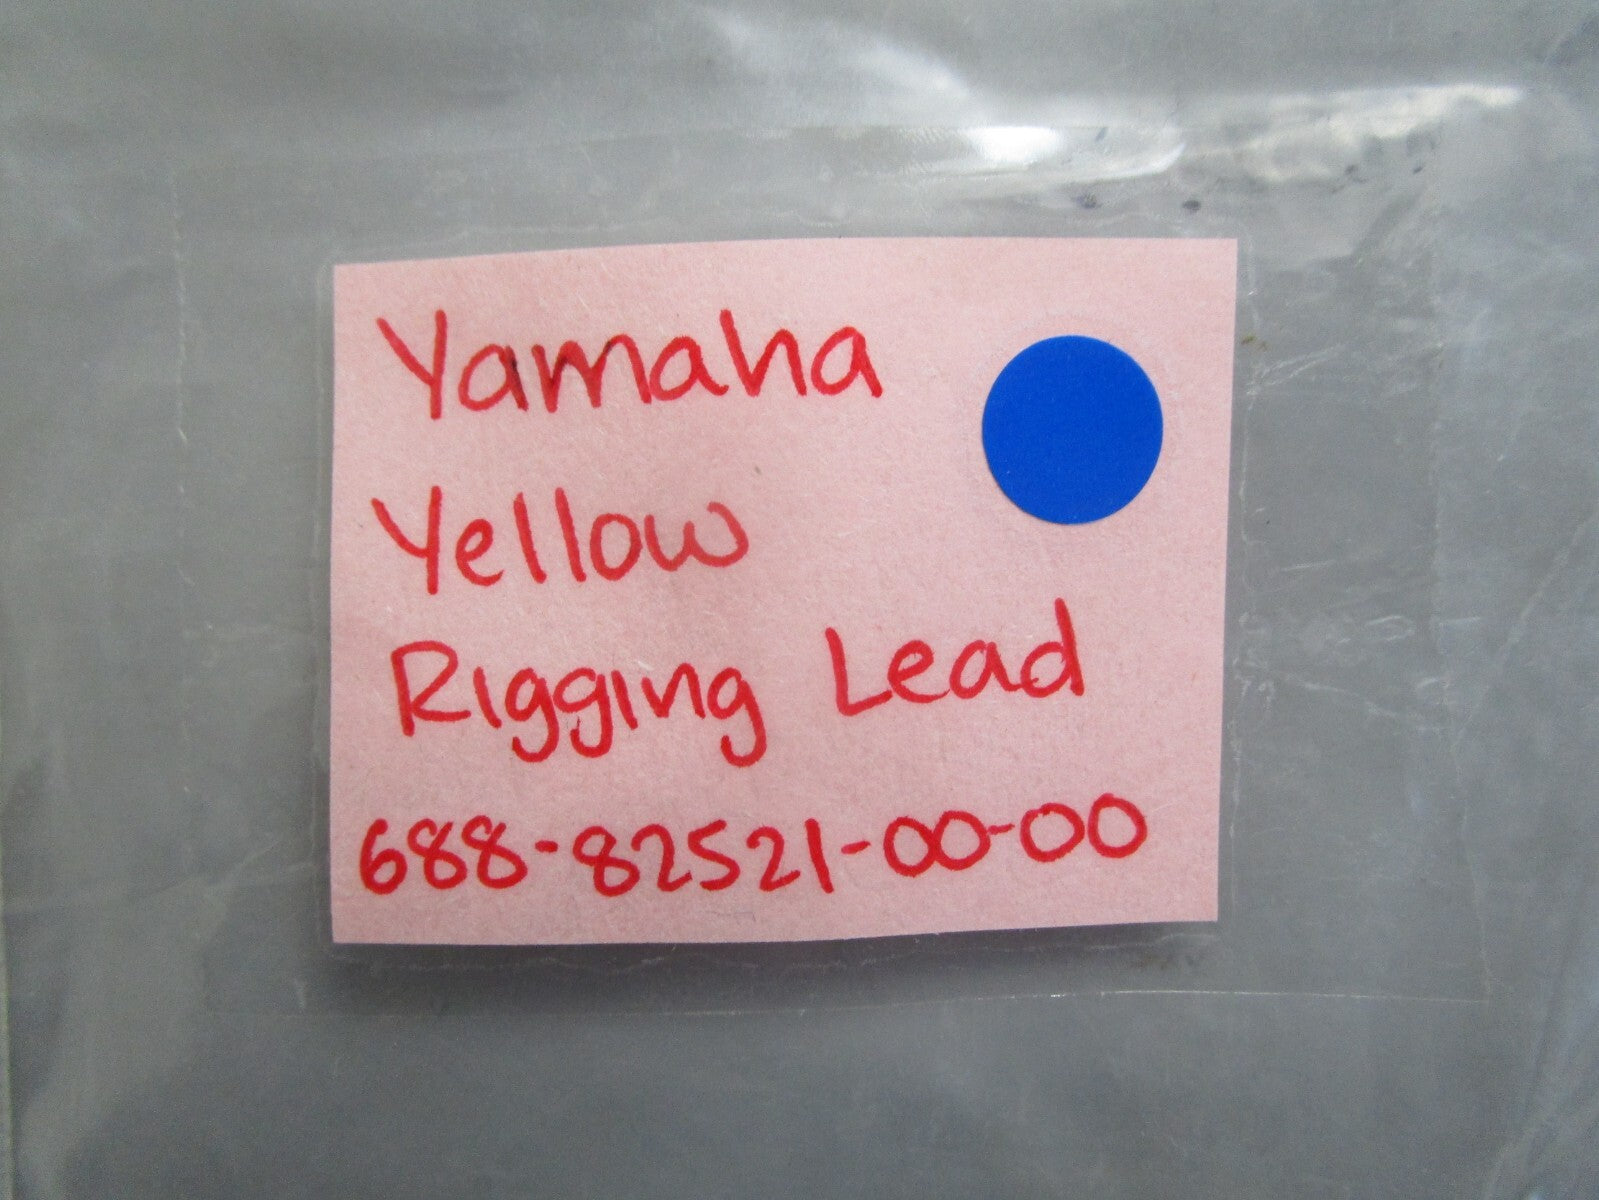 Yamaha
Yellow
Rigging Lead
688-82521-00-00